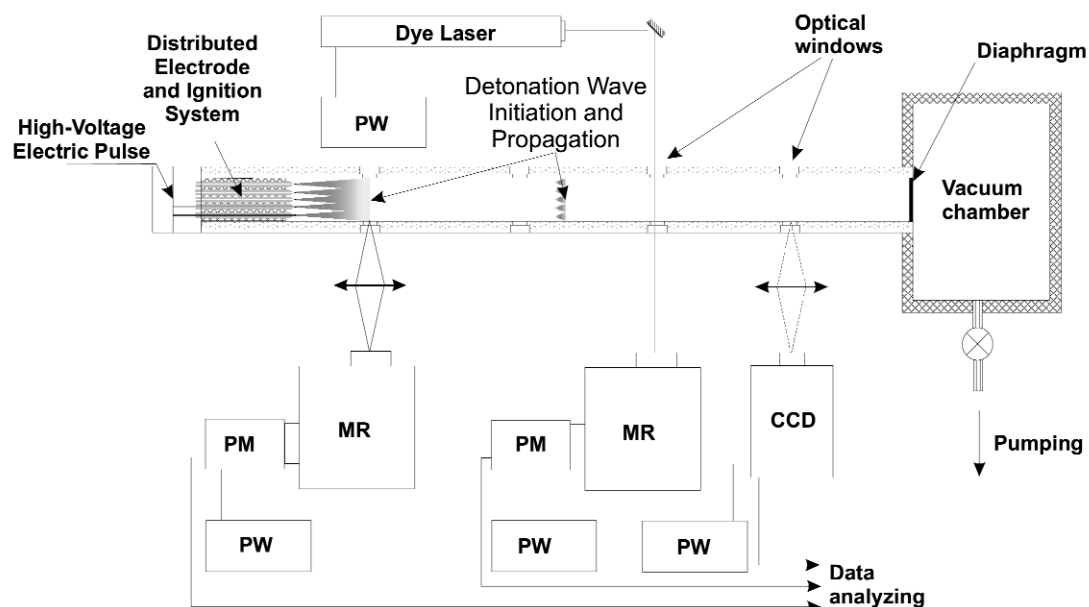 Distributed
Electrode
and Ignition
System
High-Voltage
Electric Pulse
Dye Laser
PW
Detonation Wave
Initiation and
Propagation
Optical
windows
Diaphragm
Vacuum
chamber
MR
PM
PW
MR
PM
PW
CCD
PW
Pumping
Data
analyzing